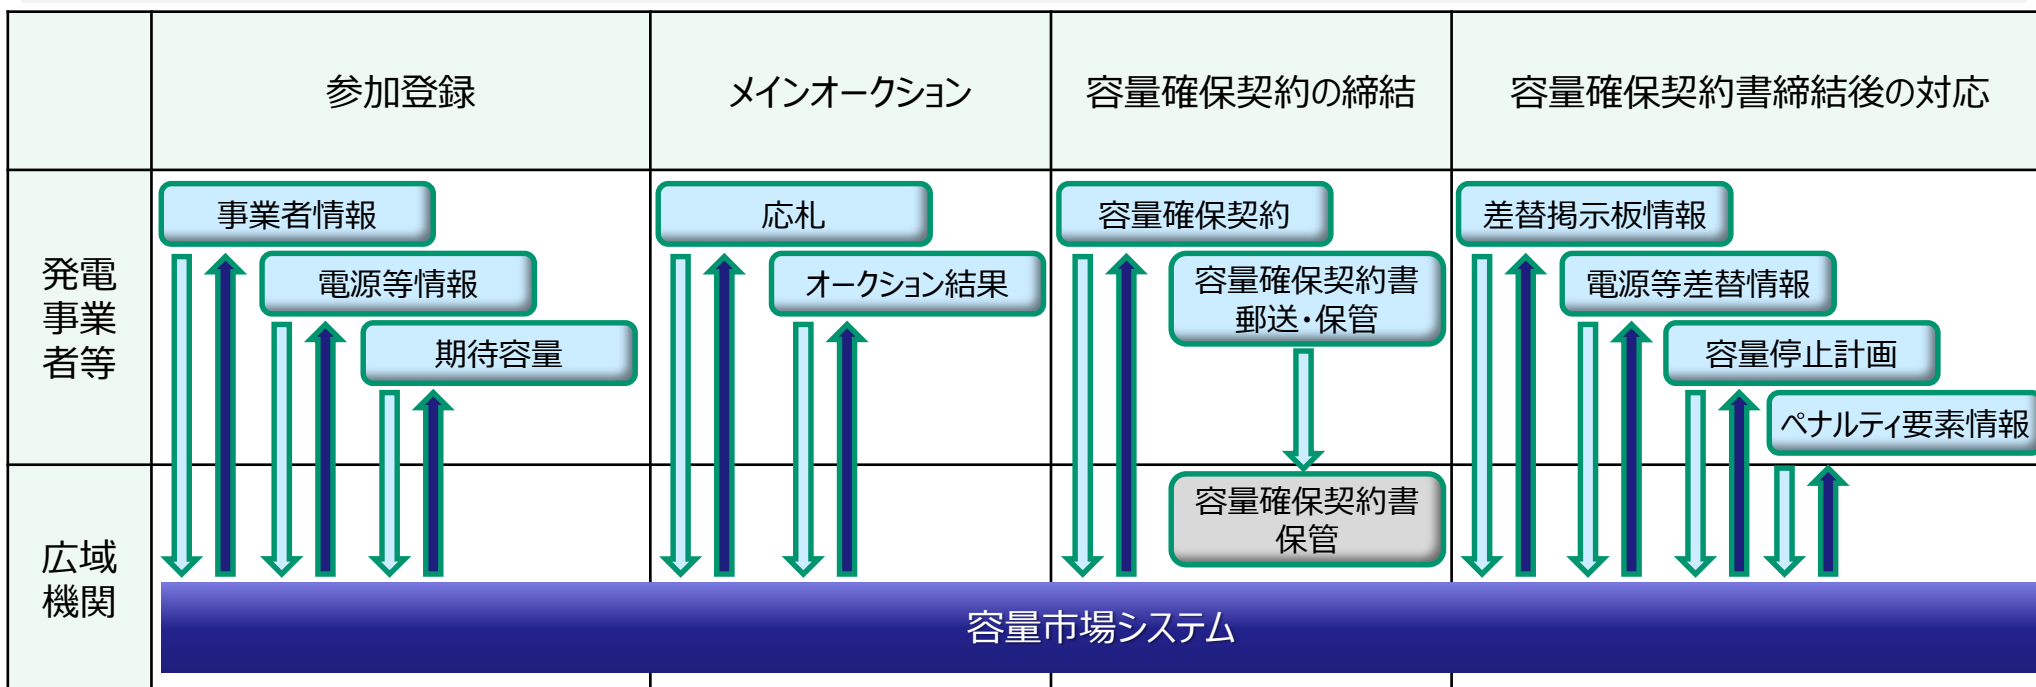 参加登録
メインオークション
容量確保契約の締結
容量確保契約書締結後の対応
発電
事業
者等
事業者情報
電源等情報
期待容量
応札
オークション結果
容量確保契約
容量確保契約書
郵送・保管
差替掲示板情報
電源等差替情報
容量停止計画
ペナルティ要素情報
広域
機関
容量確保契約書
保管
容量市場システム